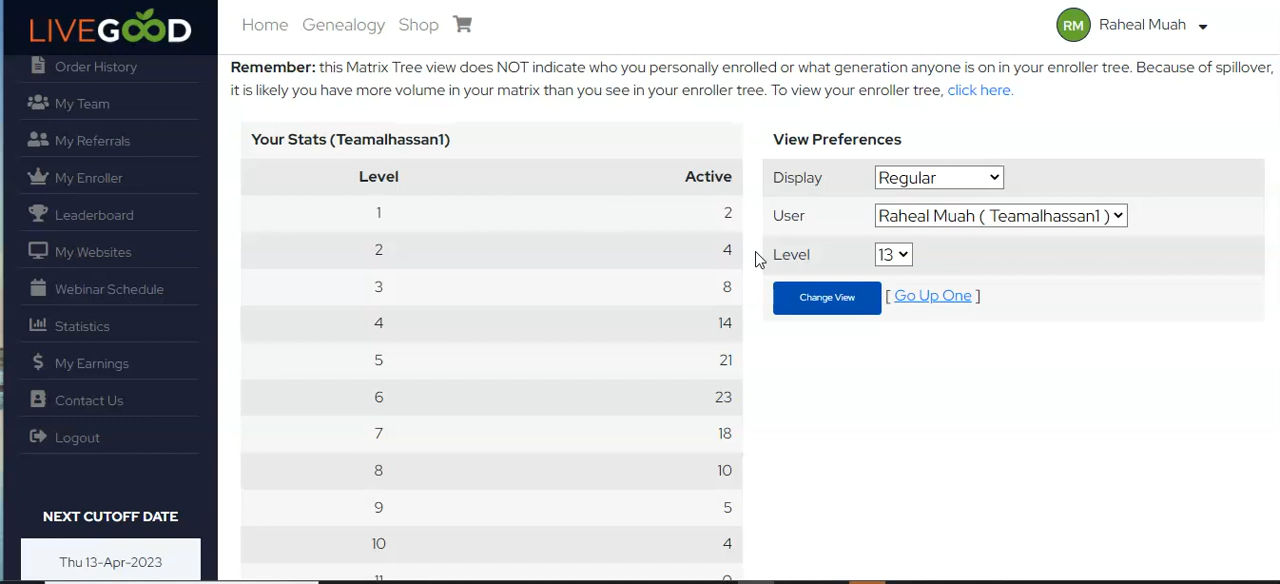 LIVEGOOD
Home Genealogy Shop
RM Raheal Muah
Order History
My Team
My Referrals
My Enroller
Leaderboard
My Websites
Webinar Schedule
Statistics
My Earnings
Contact Us
Logout
NEXT CUTOFF DATE
Thu 13-Apr-2023
Remember: this Matrix Tree view does NOT indicate who you personally enrolled or what generation anyone is on in your enroller tree. Because of spillover,
it is likely you have more volume in your matrix than you see in your enroller tree. To view your enroller tree, click here.
Your Stats (Teamalhassan1)
Level Active
1 2
2 4
3 8
4 14
5 21
6 23
7 18
8 10
9 5
10 4
View Preferences
Display Regular
User Raheal Muah ( Teamalhassan1 )
Level 13
Change View [ Go Up One ]